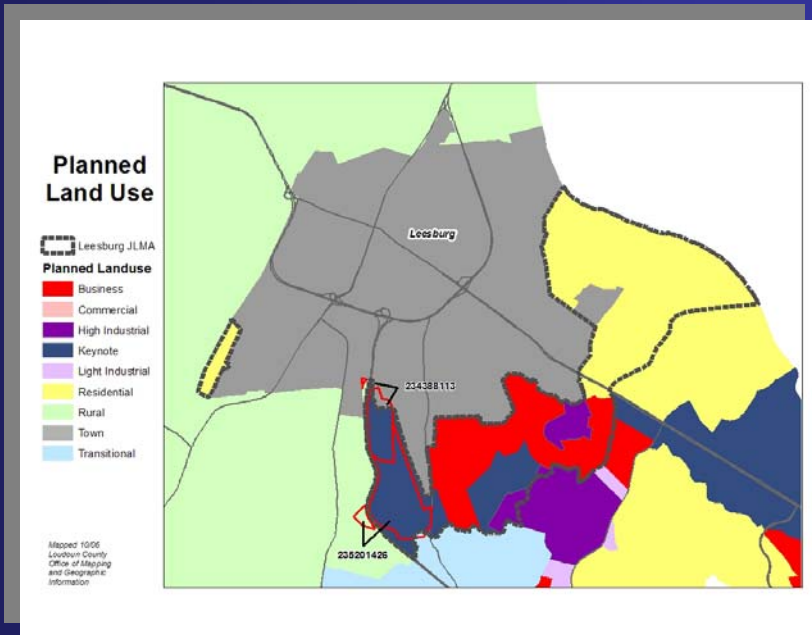 Planned
Land Use
Leesburg JLMA
Planned Landuse
Business
Commercial
High Industrial
Keynote
Light Industrial
Residential
Rural
Town
Transitional
Mapped 10/06
Loudoun County
Office of Mapping
and Geographic
Information
Leesburg
234388113
235201426